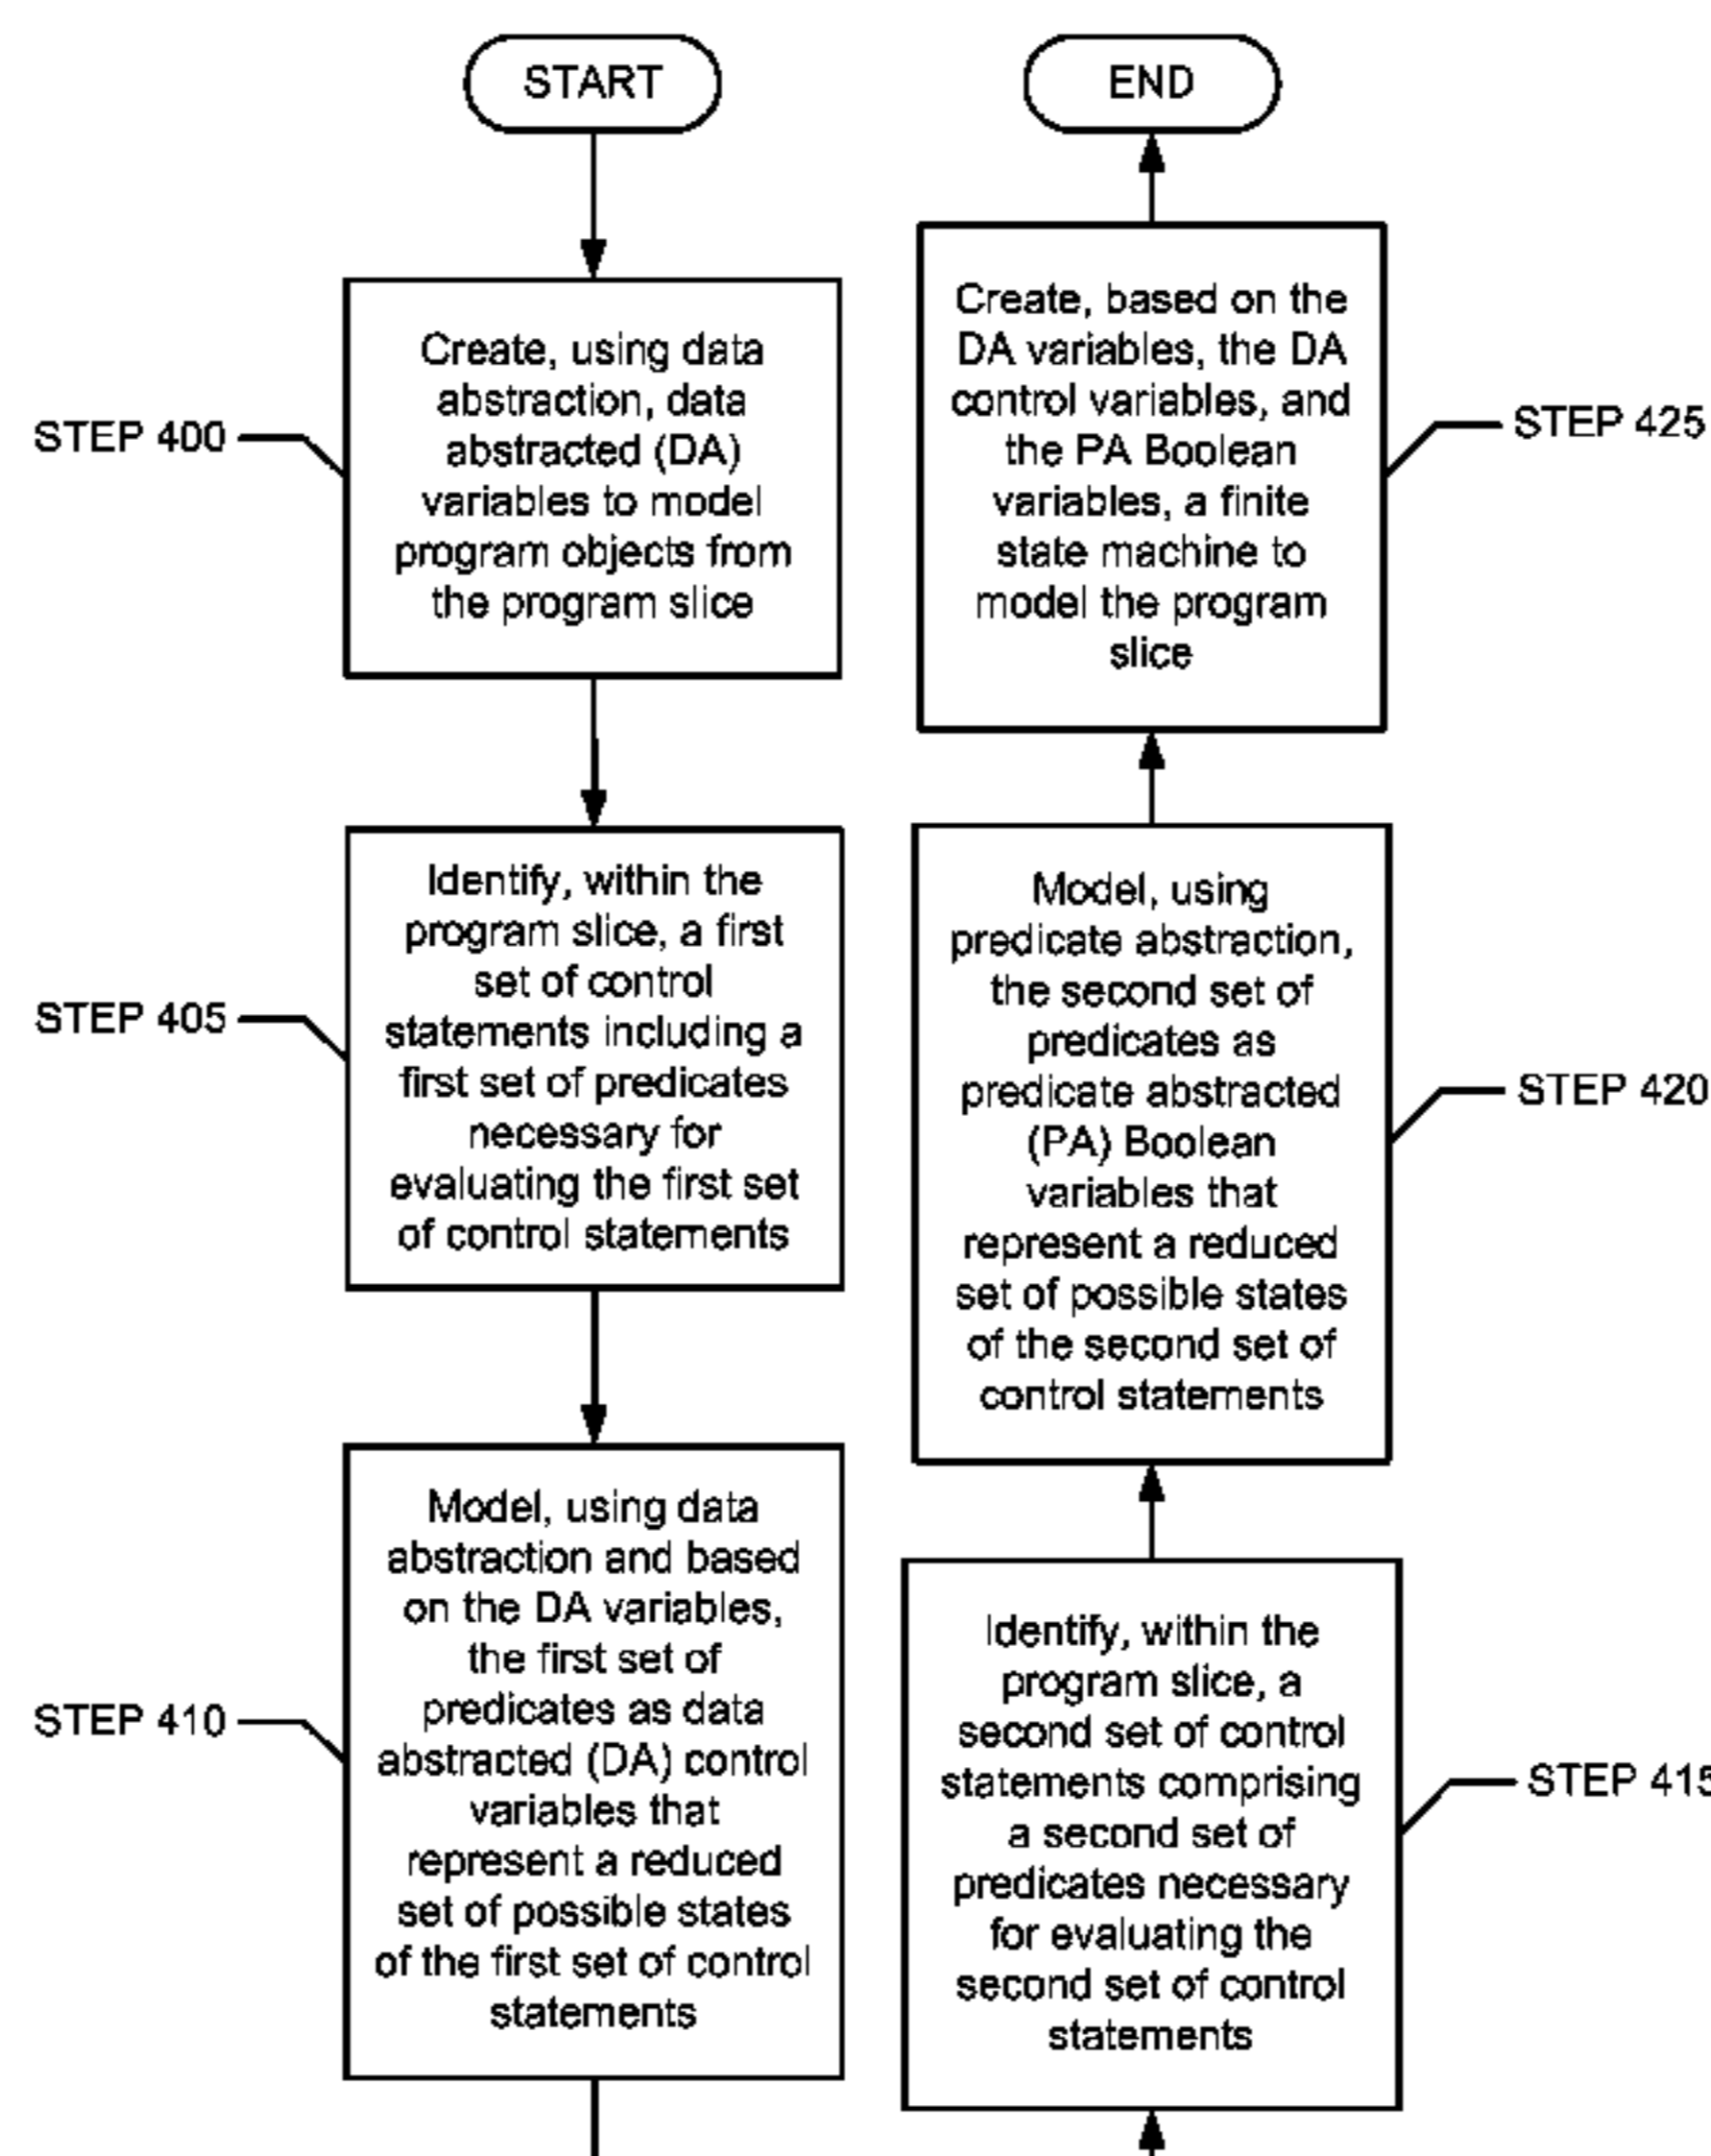 START
STEP 400
Create, using data
abstraction, data
abstracted (DA)
variables to model
program objects from
the program slice
STEP 405
Identify, within the
program slice, a first
set of control
statements including a
first set of predicates
necessary for
evaluating the first set
of control statements
STEP 410
Model, using data
abstraction and based
on the DA variables,
the first set of
predicates as data
abstracted (DA) control
variables that
represent a reduced
set of possible states
of the first set of control
statements
STEP 415
Identify, within the
program slice, a
second set of control
statements comprising
a second set of
predicates necessary
for evaluating the
second set of control
statements
STEP 420
Model, using
predicate abstraction,
the second set of
predicates as
predicate abstracted
(PA) Boolean
variables that
represent a reduced
set of possible states
of the second set of
control statements
STEP 425
Create, based on the
DA variables, the DA
control variables, and
the PA Boolean
variables, a finite
state machine to
model the program
slice
END